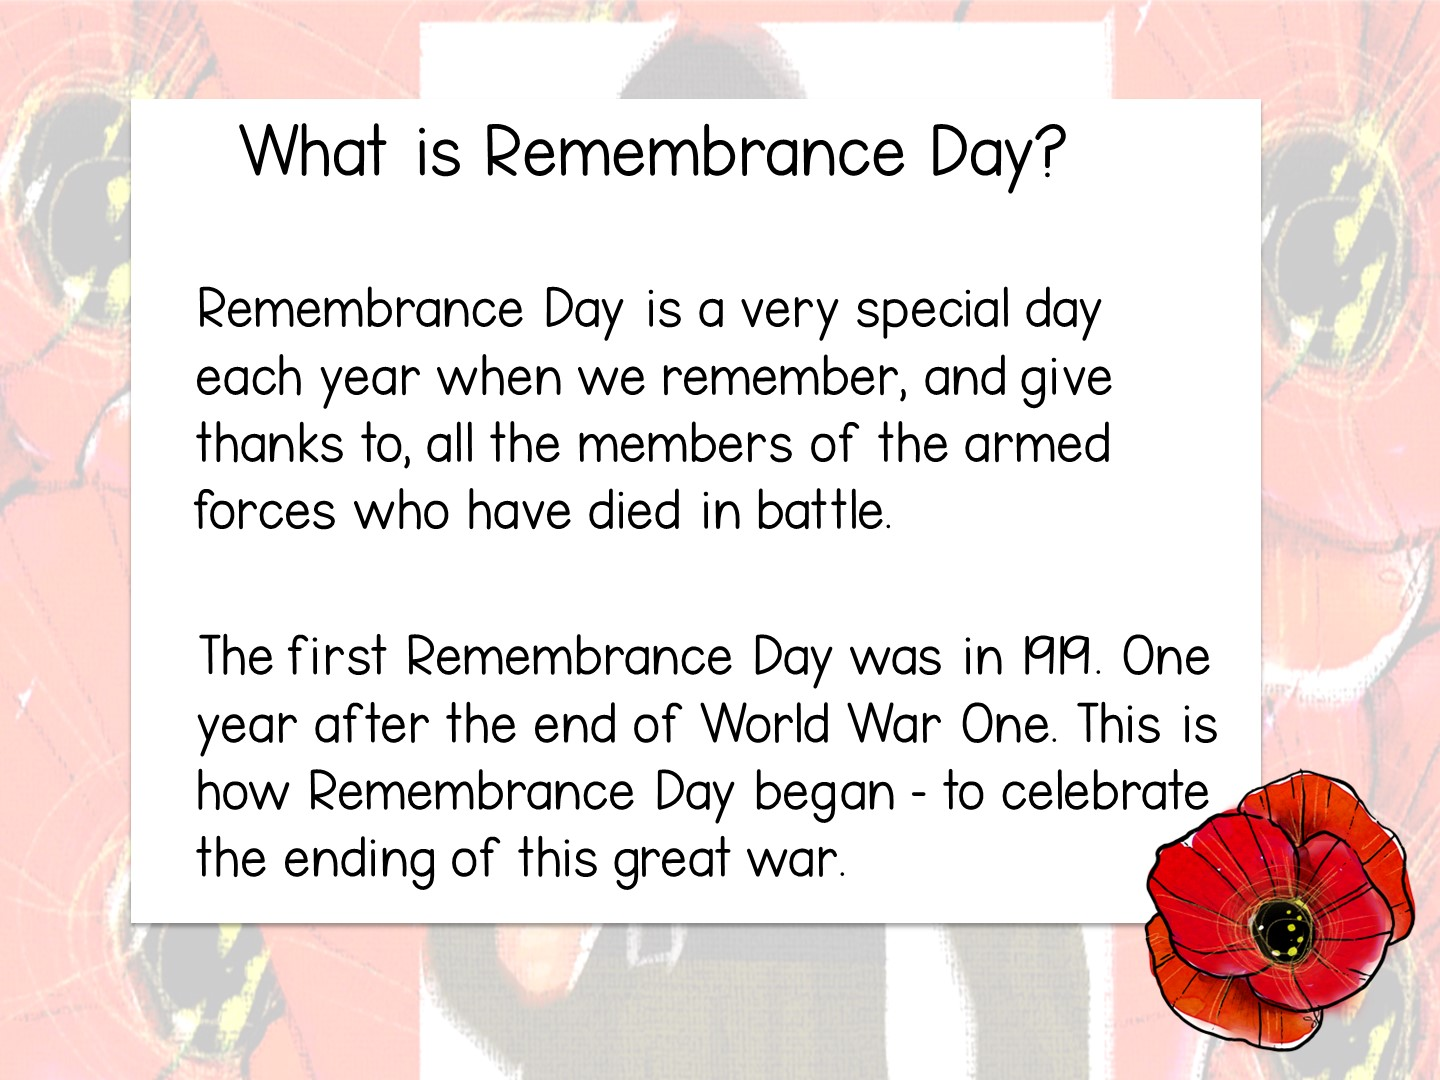 What is Remembrance Day?
Remembrance Day is a very special day
each year when we remember, and give
thanks to, all the members of the armed
forces who have died in battle.
The first Remembrance Day was in 1919. One
year after the end of World War One. This is
how Remembrance Day began - to celebrate
the ending of this great war.